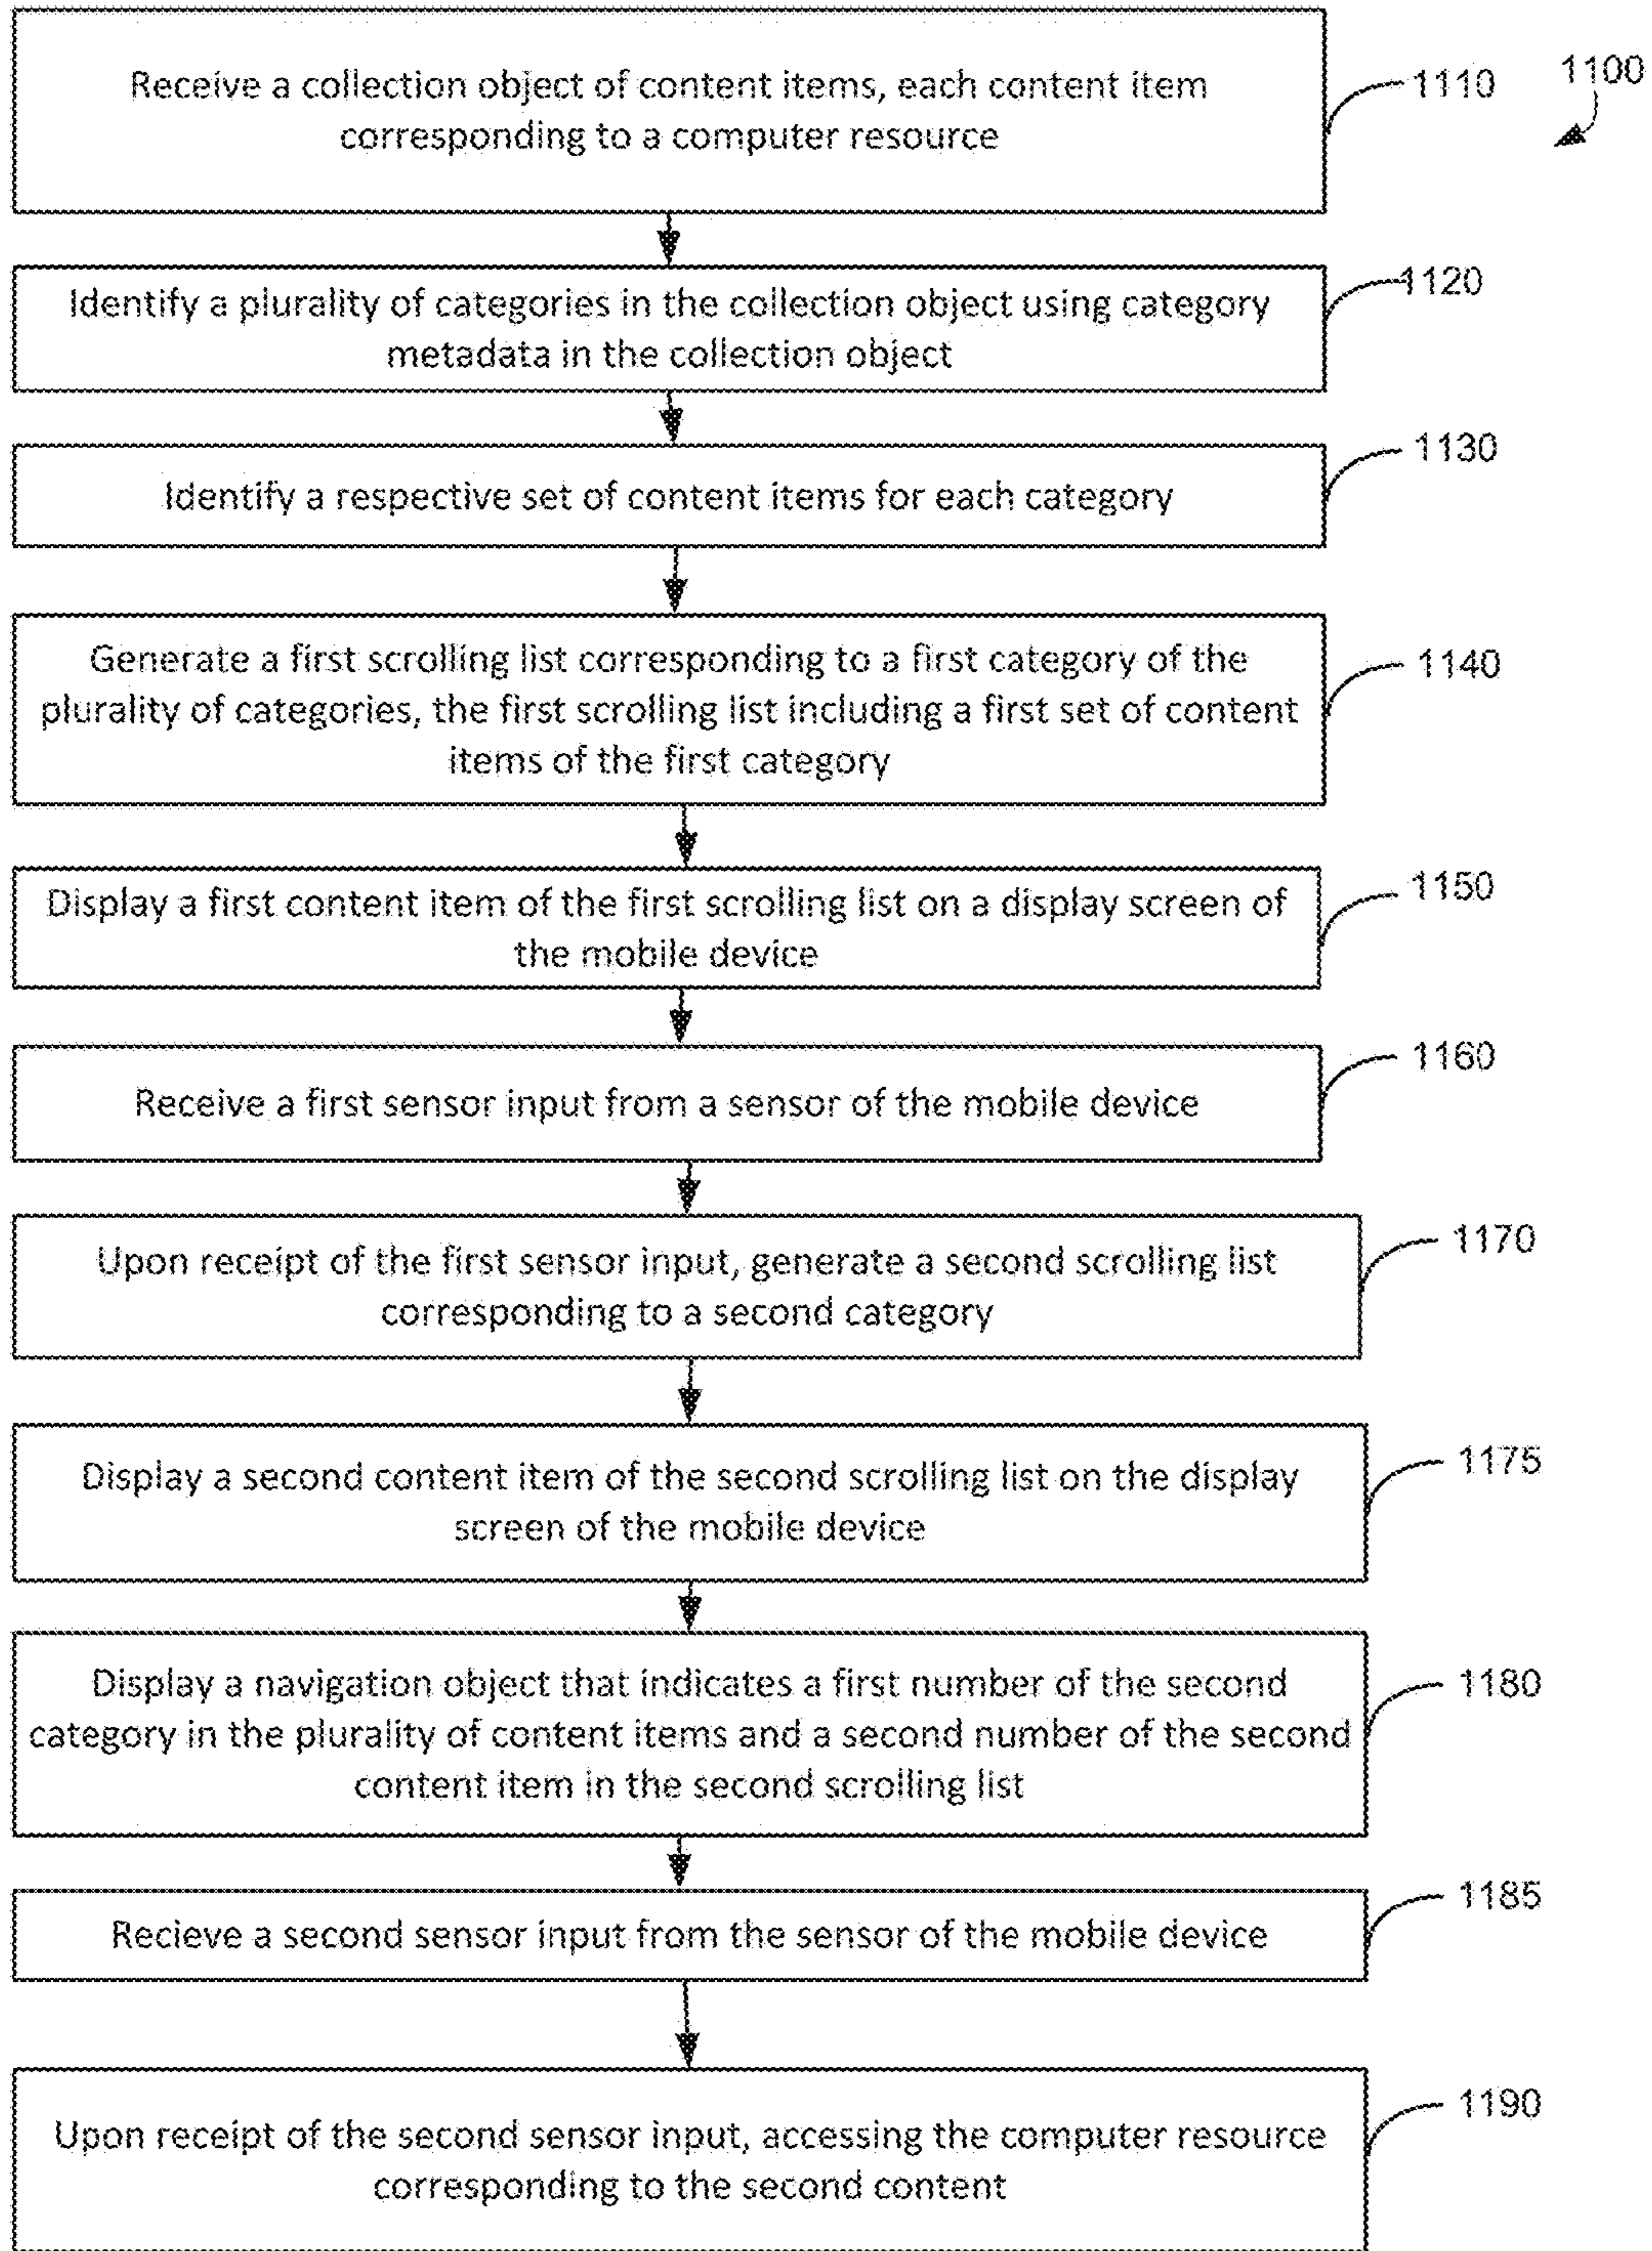 Receive a collection object of content items, each content item
corresponding to a computer resource
1110
1100
Identify a plurality of categories in the collection object using category
metadata in the collection object
1120
Identify a respective set of content items for each category
1130
Generate a first scrolling list corresponding to a first category of the
plurality of categories, the first scrolling list including a first set of content
items of the first category
1140
Display a first content item of the first scrolling list on a display screen of
the mobile device
1150
Receive a first sensor input from a sensor of the mobile device
1160
Upon receipt of the first sensor input, generate a second scrolling list
corresponding to a second category
1170
Display a second content item of the second scrolling list on the display
screen of the mobile device
1175
Display a navigation object that indicates a first number of the second
category in the plurality of content items and a second number of the second
content item in the second scrolling list
1180
Recieve a second sensor input from the sensor of the mobile device
1185
Upon receipt of the second sensor input, accessing the computer resource
corresponding to the second content
1190